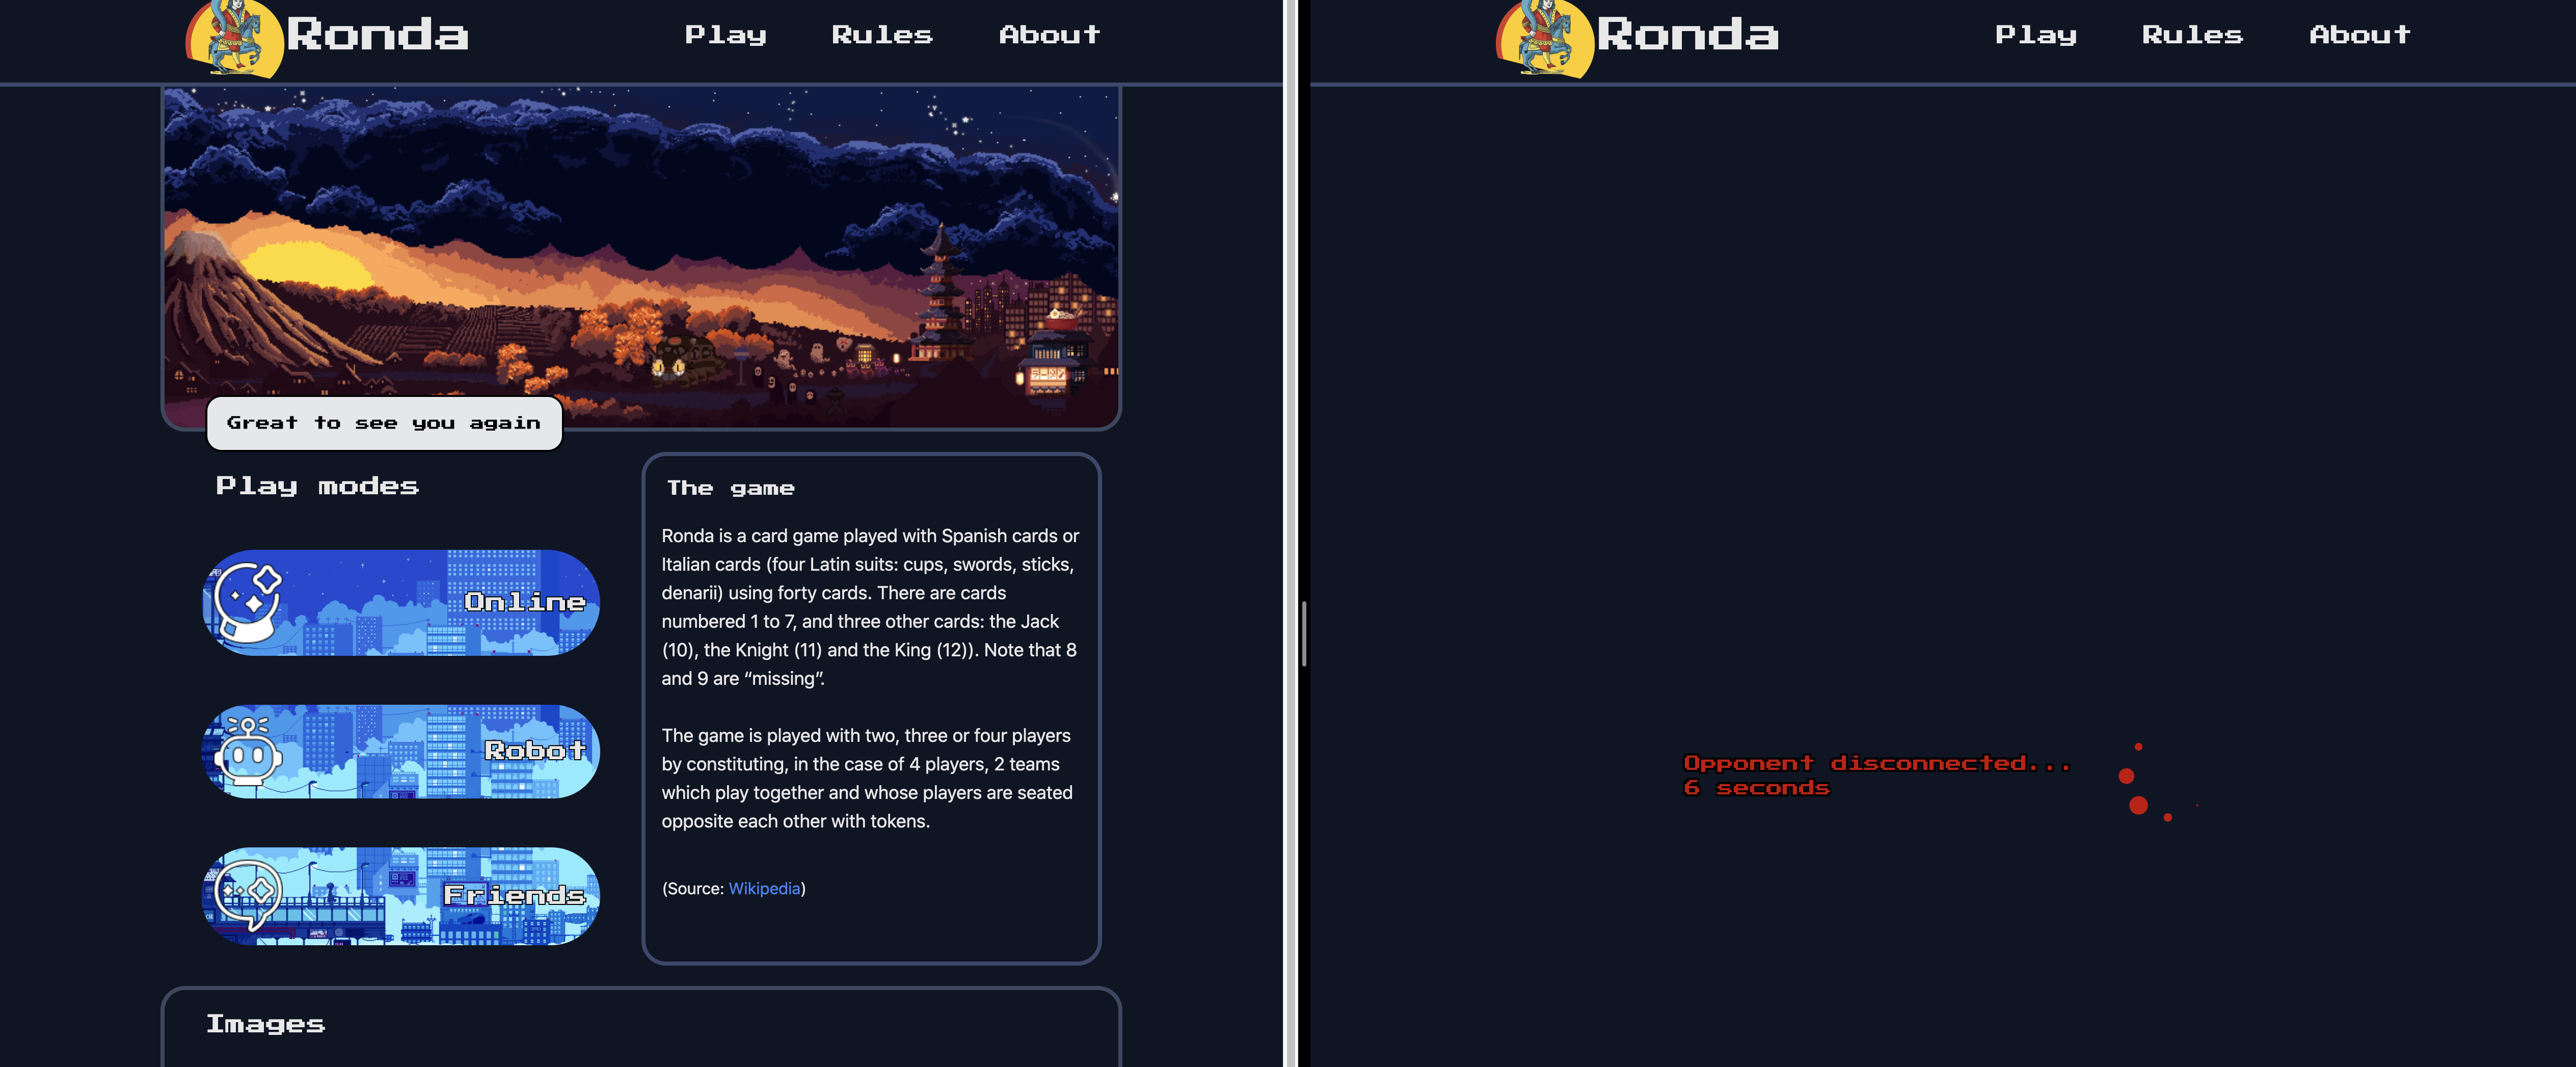 Ronda
Play
Rules
About
Great to see you again
Play modes
Online
Robot
Friends
The game
Ronda is a card game played with Spanish cards or
Italian cards (four Latin suits: cups, swords, sticks,
denarii) using forty cards. There are cards
numbered 1 to 7, and three other cards: the Jack
(10), the Knight (11) and the King (12)). Note that 8
and 9 are “missing”.
The game is played with two, three or four players
by constituting, in the case of 4 players, 2 teams
which play together and whose players are seated
opposite each other with tokens.
(Source: Wikipedia)
Images
Ronda
Play
Rules
About
Opponent disconnected...
6 seconds